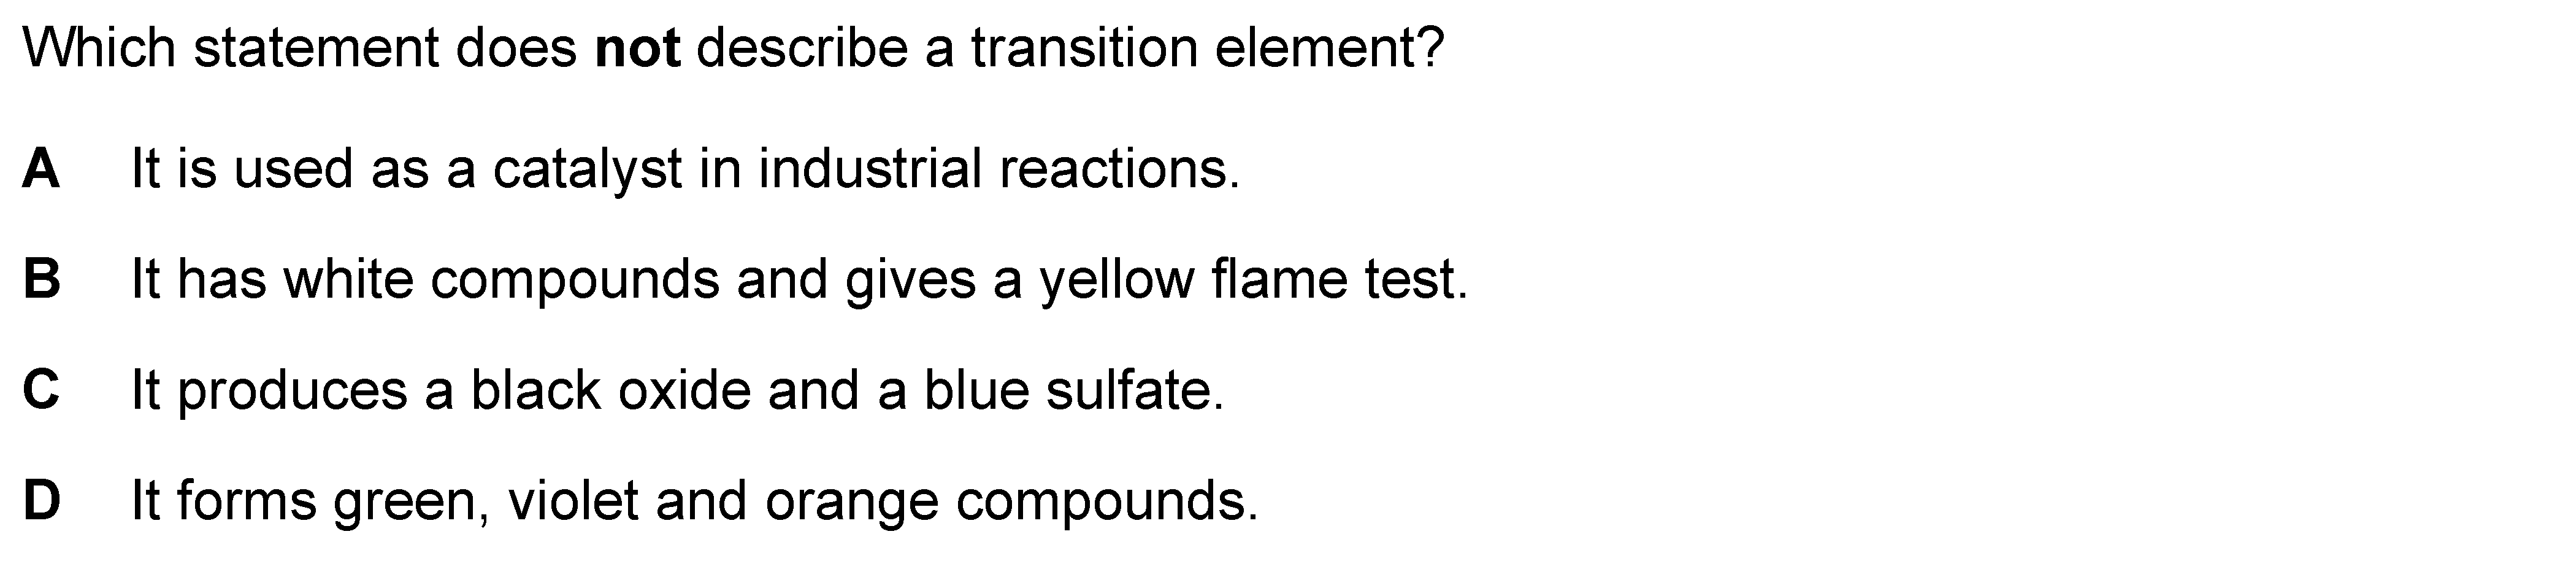 Which statement does not describe a transition element?
A It is used as a catalyst in industrial reactions.
B It has white compounds and gives a yellow flame test.
C It produces a black oxide and a blue sulfate.
D It forms green, violet and orange compounds.